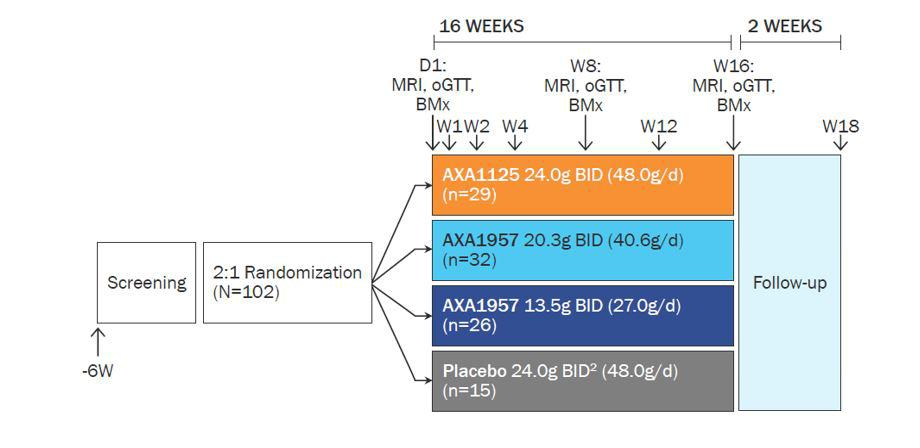 16 WEEKS
2 WEEKS
D1:
MRI, oGTT,
BMx
W8:
MRI, oGTT,
BMx
W16:
MRI, oGTT,
BMx
W1 W2 W4 W12 W18
AXA1125 24.0g BID (48.0g/d)
(n=29)
AXA1957 20.3g BID (40.6g/d)
(n=32)
AXA1957 13.5g BID (27.0g/d)
(n=26)
Placebo 24.0g BID² (48.0g/d)
(n=15)
Screening
2:1 Randomization
(N=102)
Follow-up
-6W